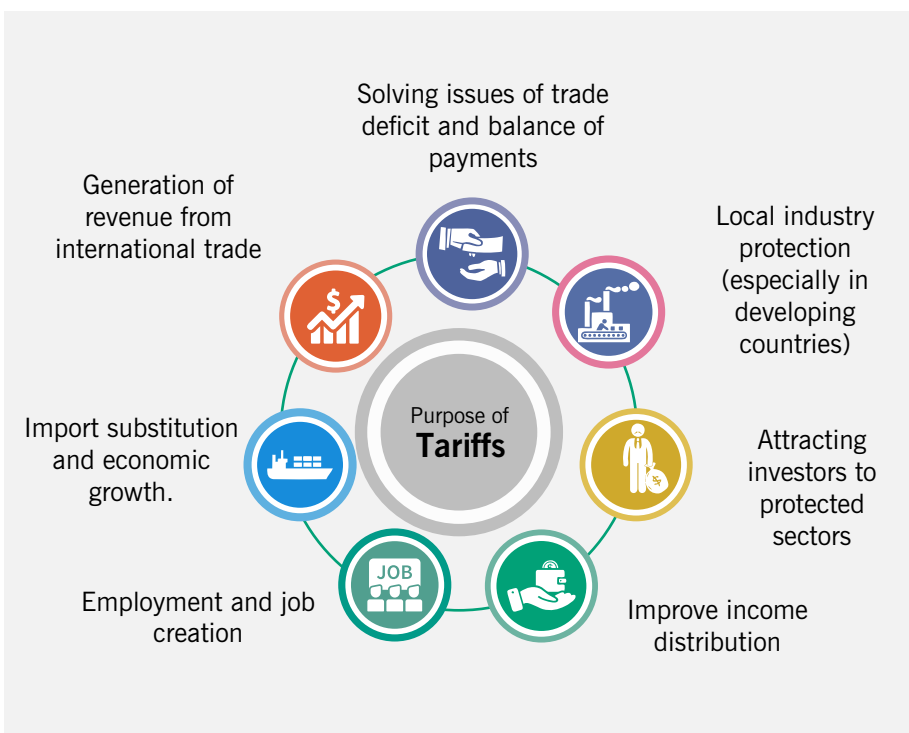 Solving issues of trade
deficit and balance of
payments
Local industry
protection
(especially in
developing
countries)
Attracting
investors to
protected
sectors
Improve income
distribution
Employment and job
creation
Import substitution
and economic
growth.
Generation of
revenue from
international trade
Purpose of
Tariffs
$
JOB